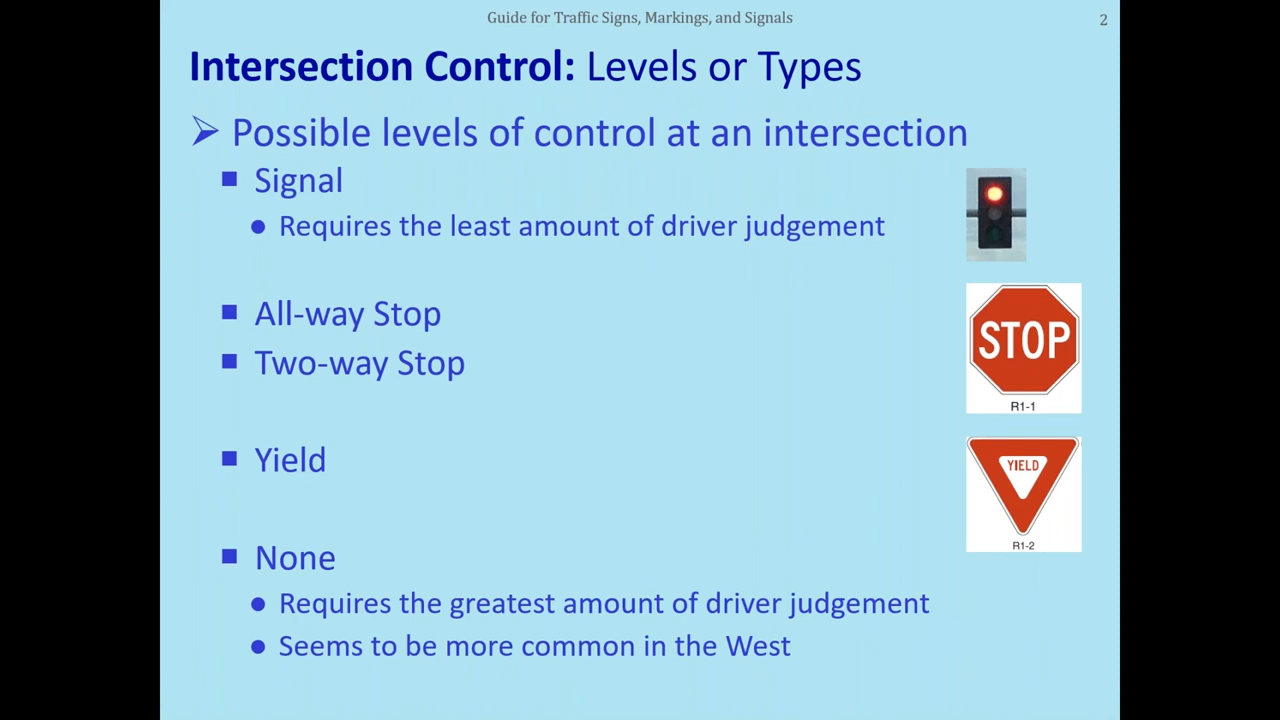 Guide for Traffic Signs, Markings, and Signals
2
Intersection Control: Levels or Types
➢ Possible levels of control at an intersection
▪ Signal
• Requires the least amount of driver judgement
▪ All-way Stop
▪ Two-way Stop
STOP
R1-1
▪ Yield
YIELD
R1-2
▪ None
• Requires the greatest amount of driver judgement
• Seems to be more common in the West